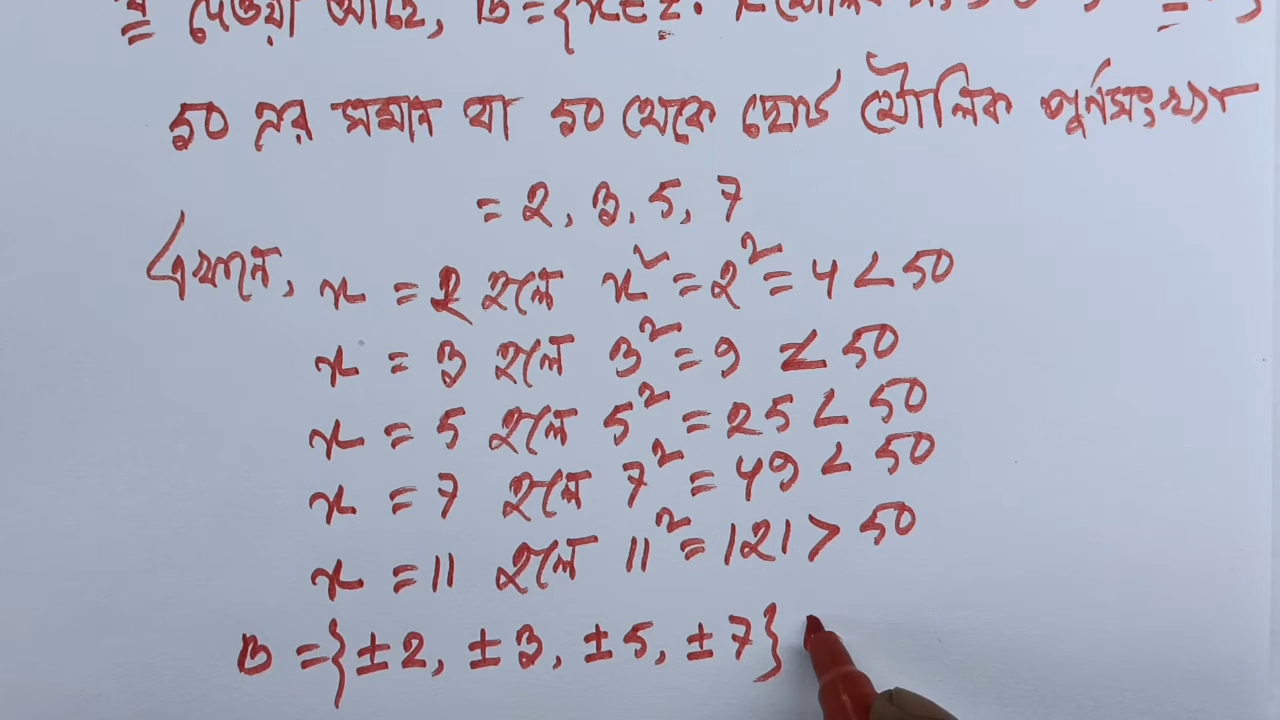 দেওয়া আছে, B = {x ∈ Z: x মৌলিক
50 এর সমান বা 50 থেকে ছোট মৌলিক পূর্নসংখ্যা
= 2, 3, 5, 7
এখানে, x = 2 হলে x² = 2² = 4 < 50
x = 3 হলে 3² = 9 < 50
x = 5 হলে 5² = 25 < 50
x = 7 হলে 7² = 49 < 50
x = 11 হলে 11² = 121 > 50
B = {±2, ±3, ±5, ±7}